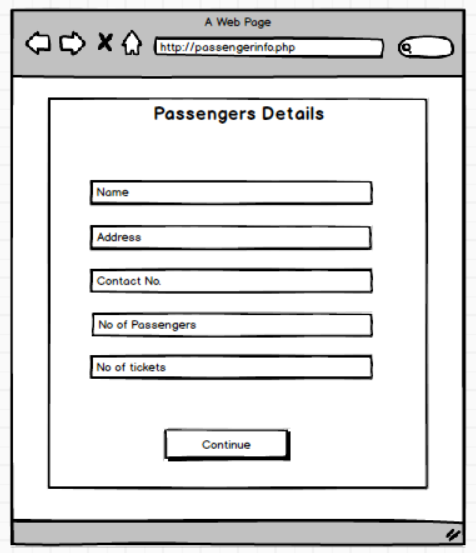 A Web Page
http://passengerinfo.php
Passengers Details
Name
Address
Contact No.
No of Passengers
No of tickets
Continue